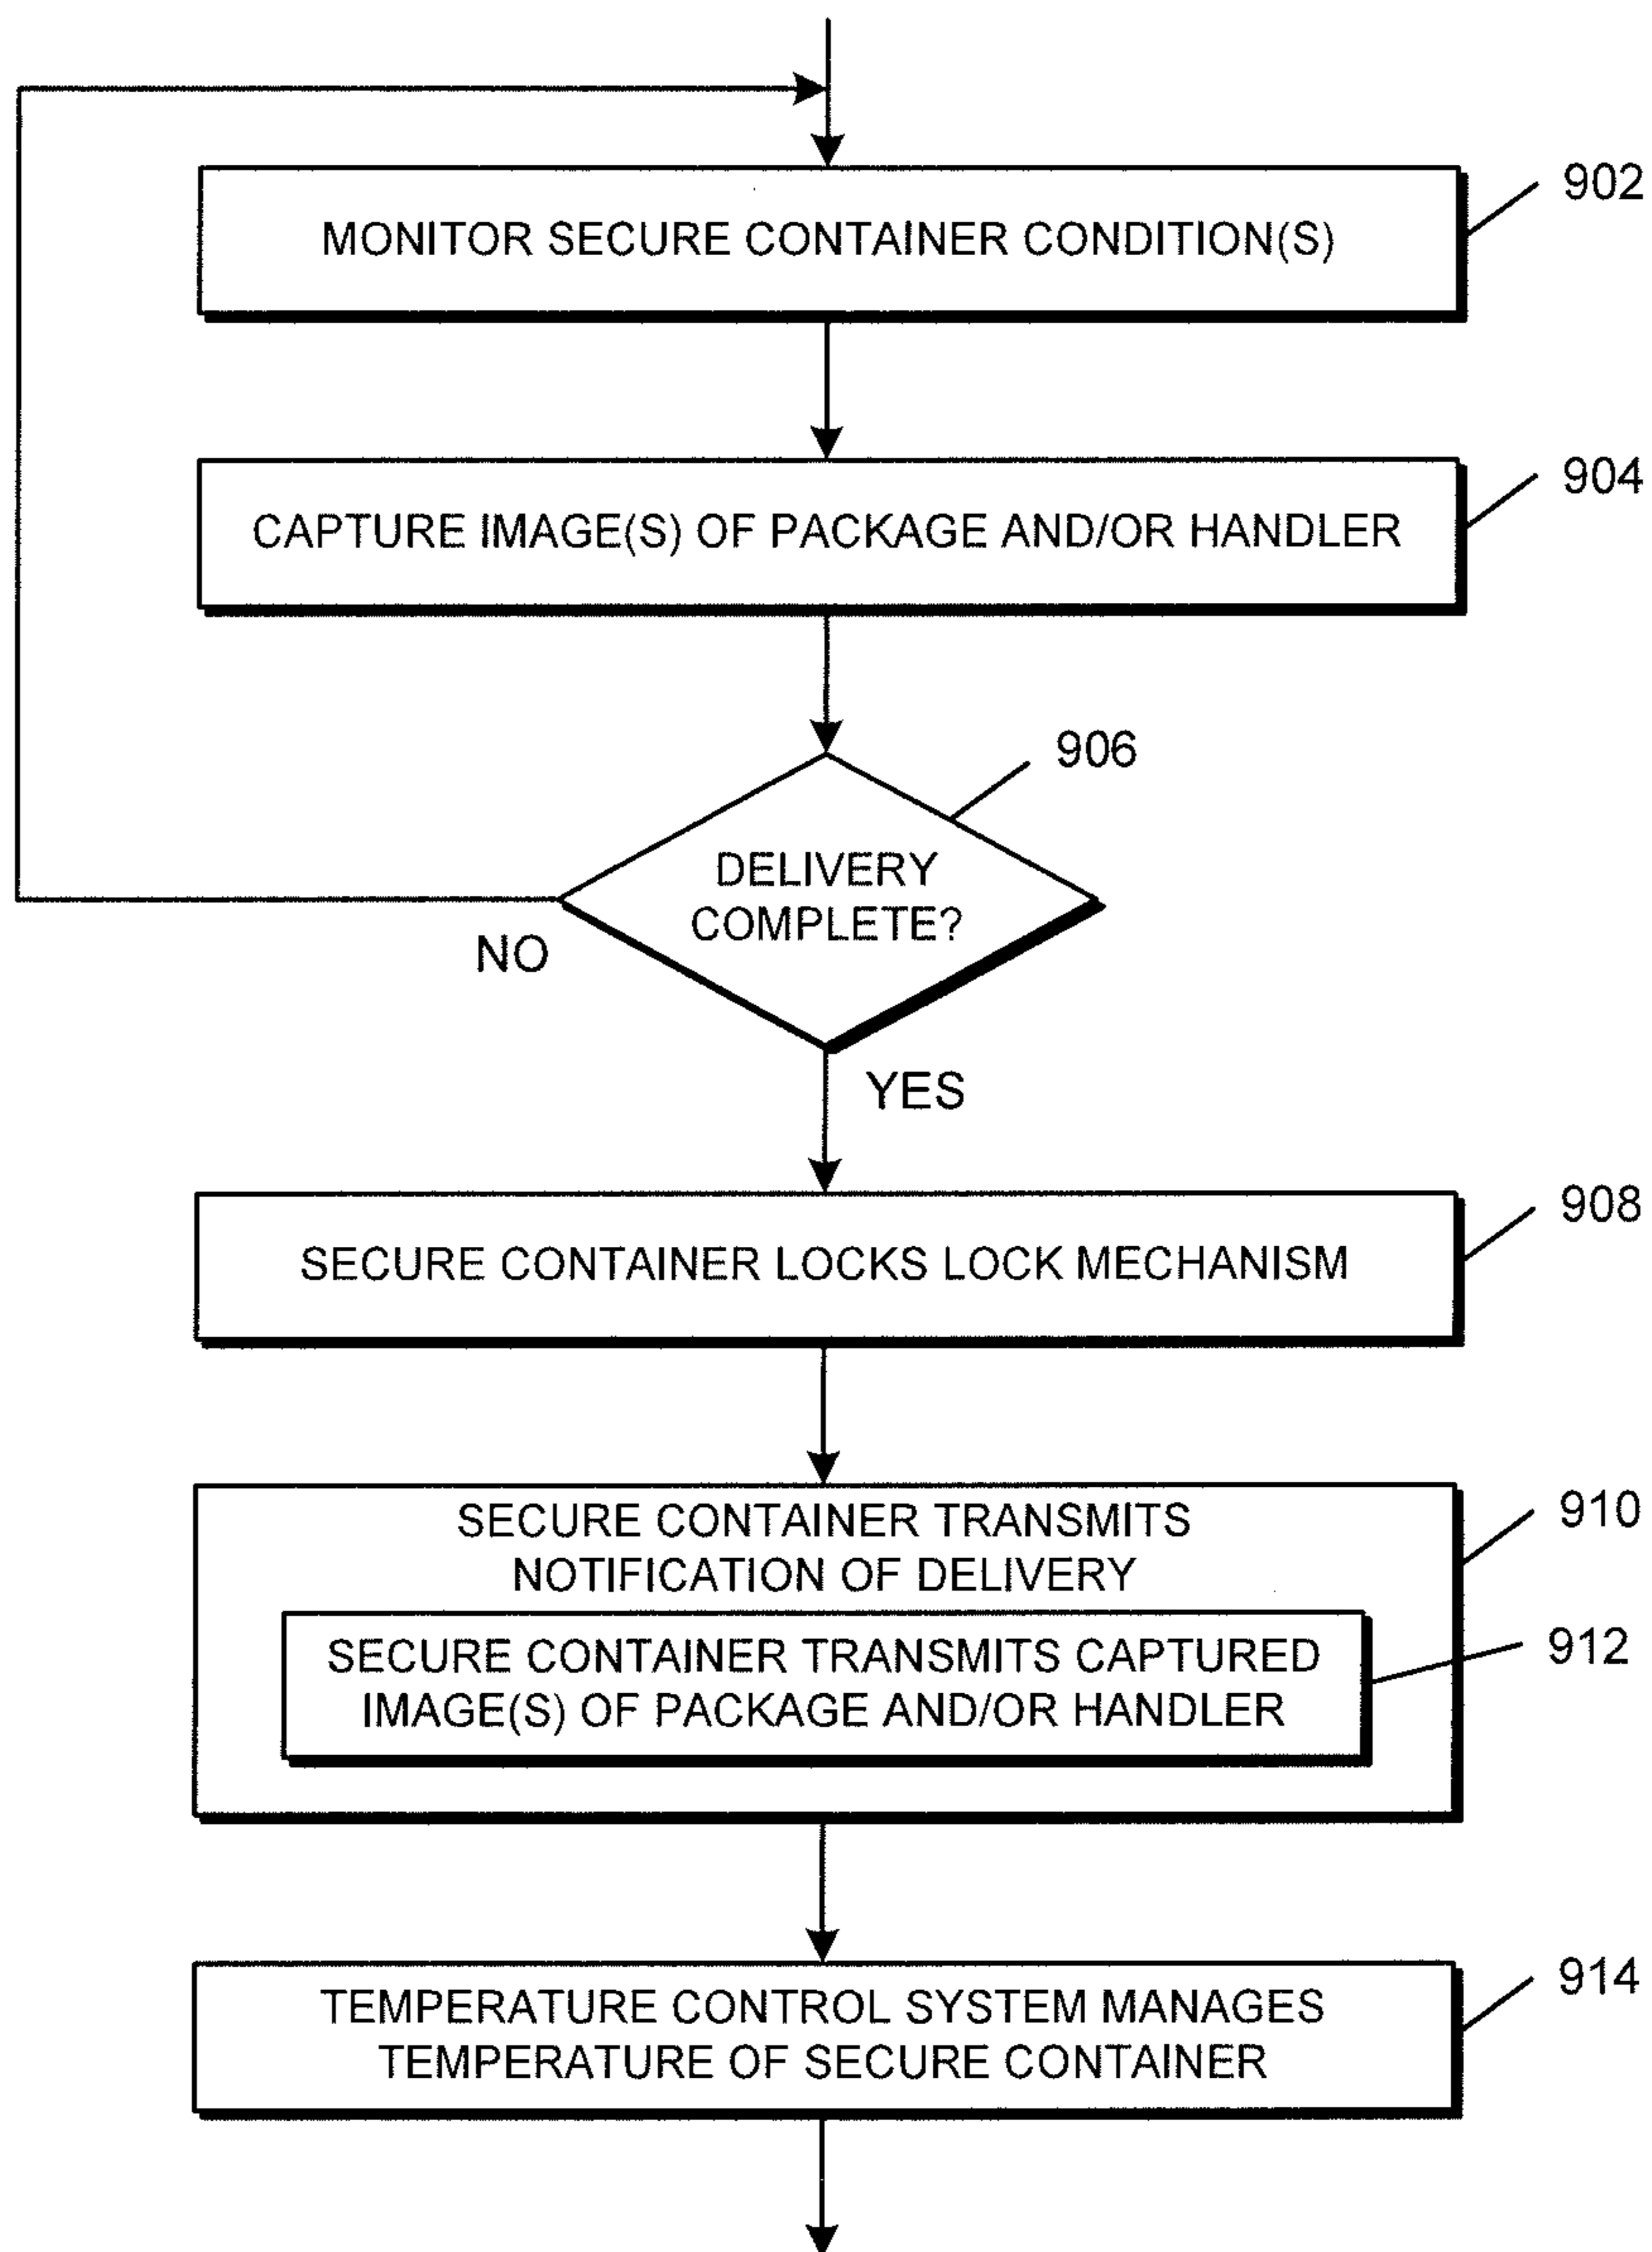 902
MONITOR SECURE CONTAINER CONDITION(S)
904
CAPTURE IMAGE(S) OF PACKAGE AND/OR HANDLER
906
DELIVERY
COMPLETE?
NO
YES
908
SECURE CONTAINER LOCKS LOCK MECHANISM
910
SECURE CONTAINER TRANSMITS
NOTIFICATION OF DELIVERY
912
SECURE CONTAINER TRANSMITS CAPTURED
IMAGE(S) OF PACKAGE AND/OR HANDLER
914
TEMPERATURE CONTROL SYSTEM MANAGES
TEMPERATURE OF SECURE CONTAINER